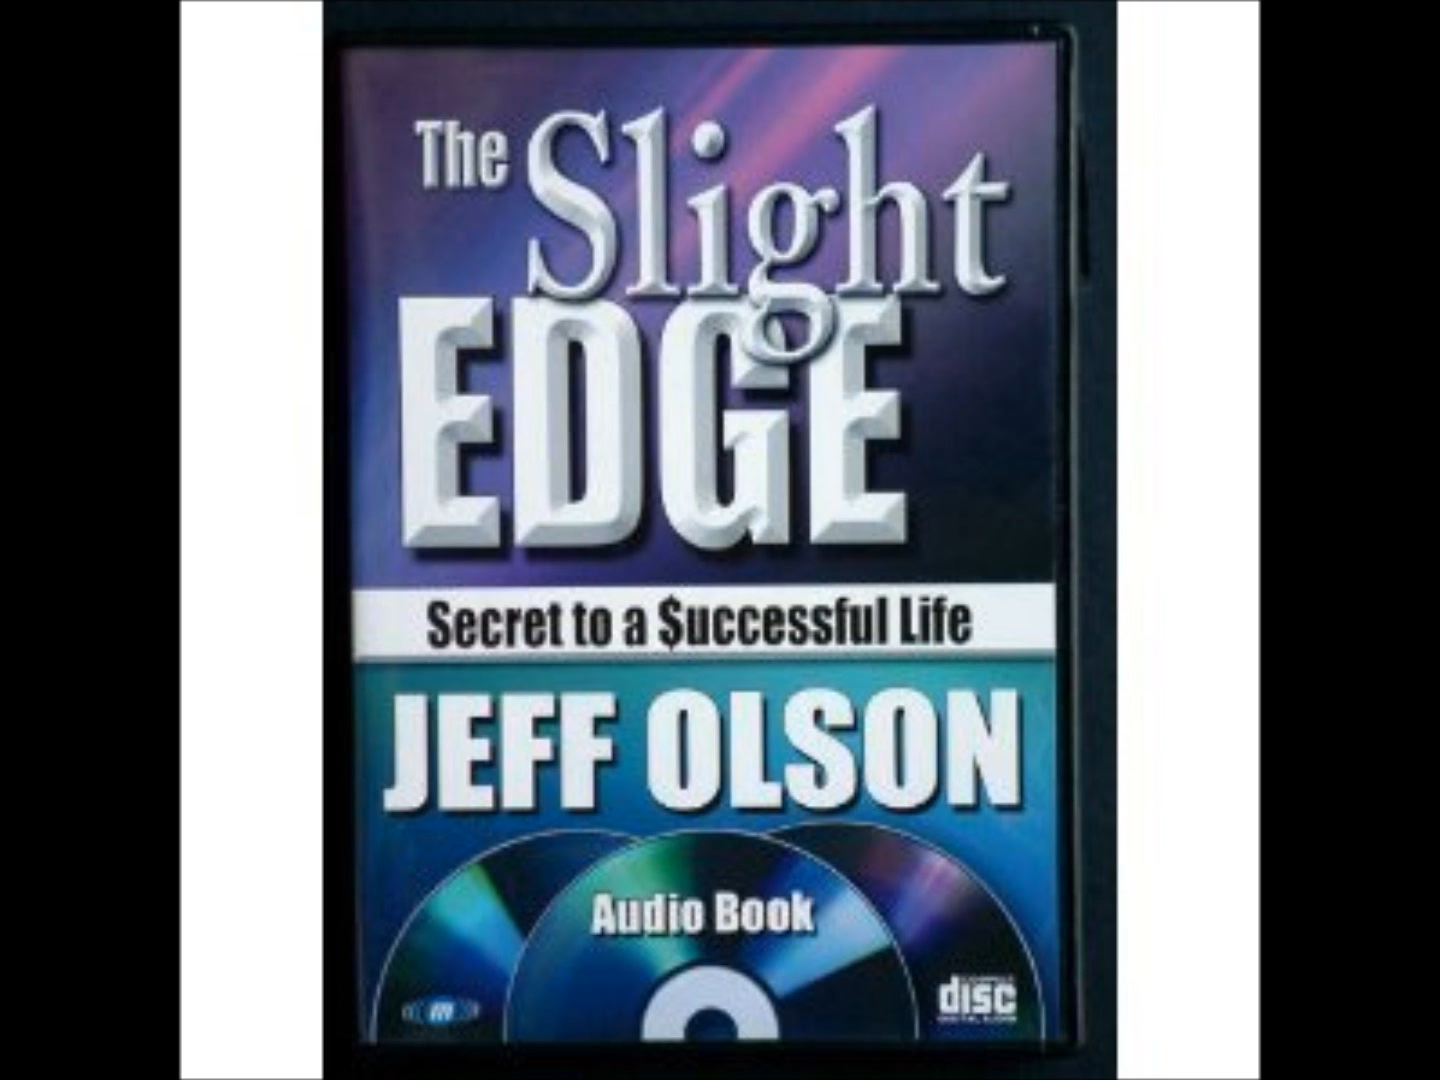 The Slight
EDGE
Secret to a $uccessful Life
JEFF OLSON
Audio Book
disc